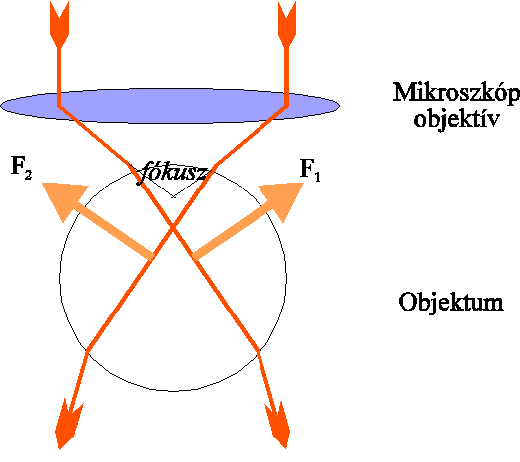 Mikroszkóp
objektív
fókusz
F2
F1
Objektum